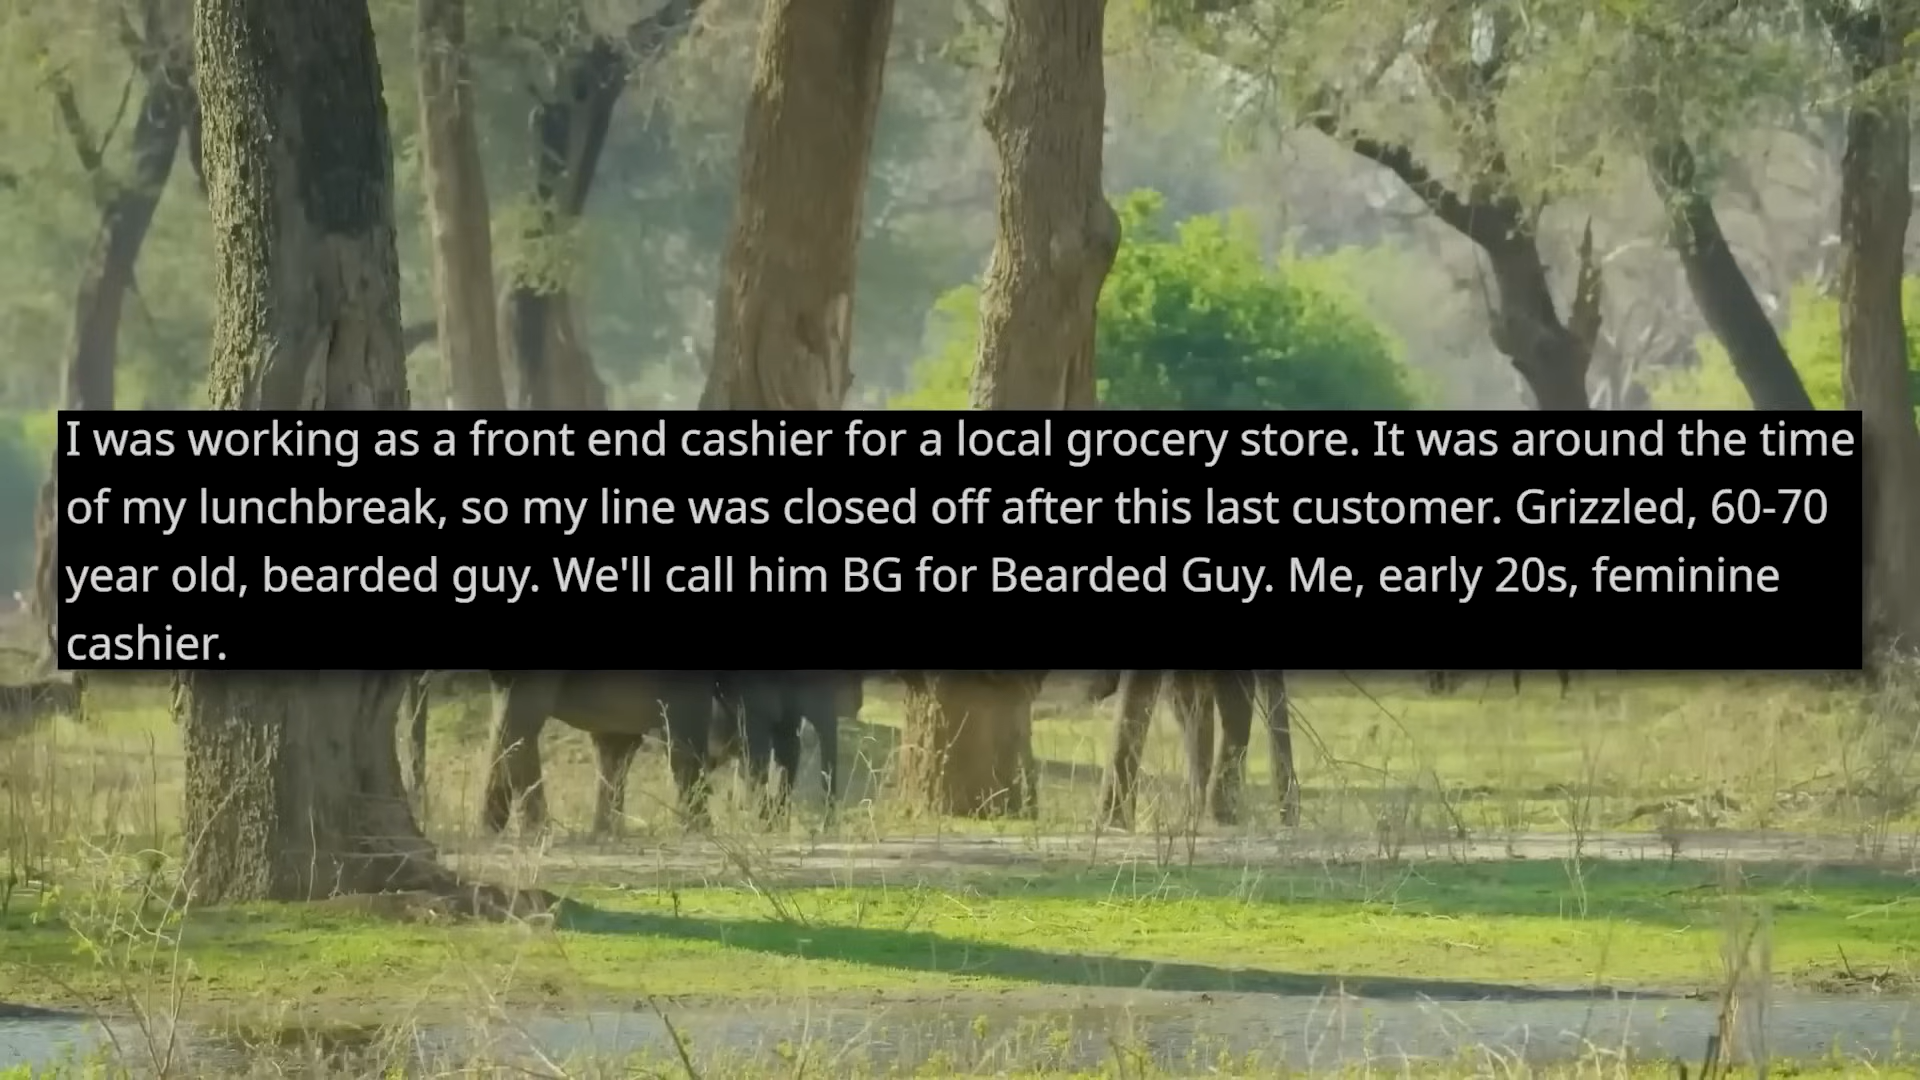 I was working as a front end cashier for a local grocery store. It was around the time
of my lunchbreak, so my line was closed off after this last customer. Grizzled, 60-70
year old, bearded guy. We'll call him BG for Bearded Guy. Me, early 20s, feminine
cashier.